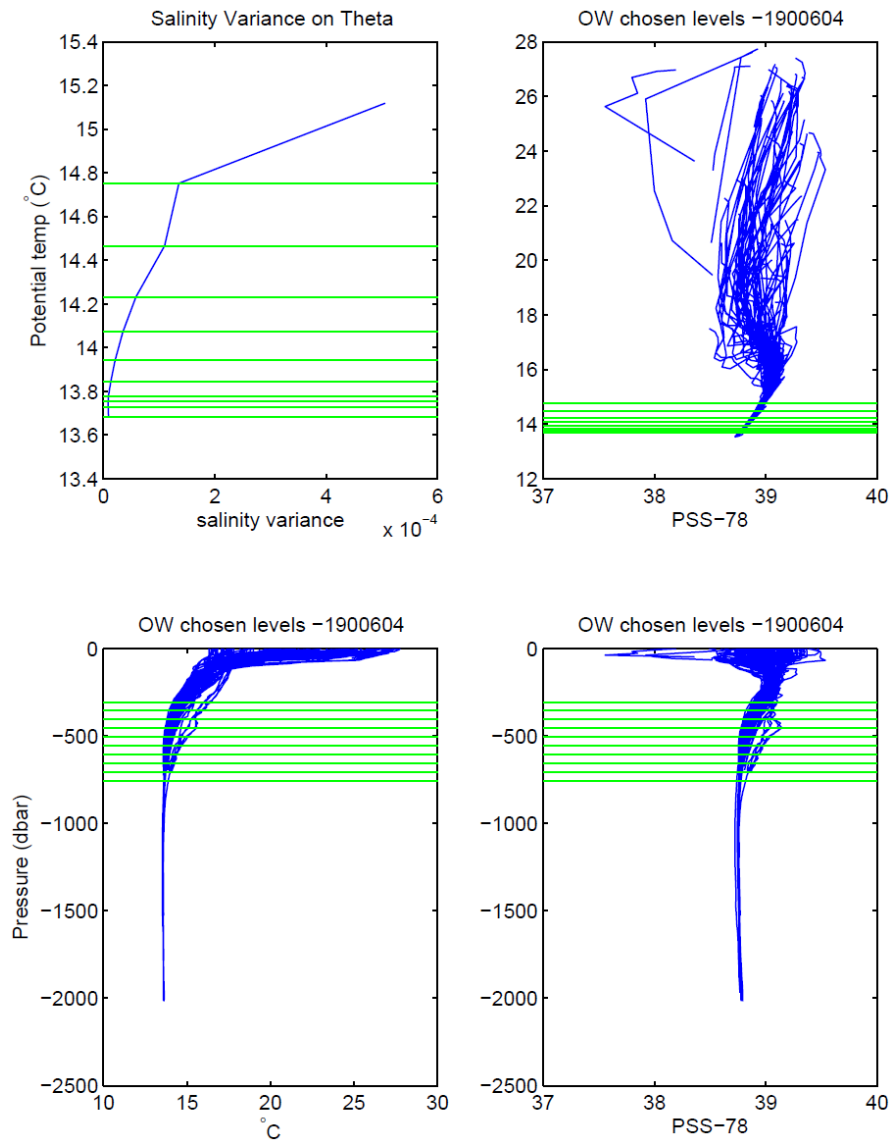 Salinity Variance on Theta
15.4
15.2
15
14.8
14.6
14.4
14.2
14
13.8
13.6
13.4
Potential temp (°C)
0 2 4 6
salinity variance
x 10⁻⁴
OW chosen levels −1900604
28
26
24
22
20
18
16
14
12
37 38 39 40
PSS−78
OW chosen levels −1900604
0
−500
−1000
−1500
−2000
−2500
Pressure (dbar)
10 15 20 25 30
°C
OW chosen levels −1900604
0
−500
−1000
−1500
−2000
−2500
37 38 39 40
PSS−78